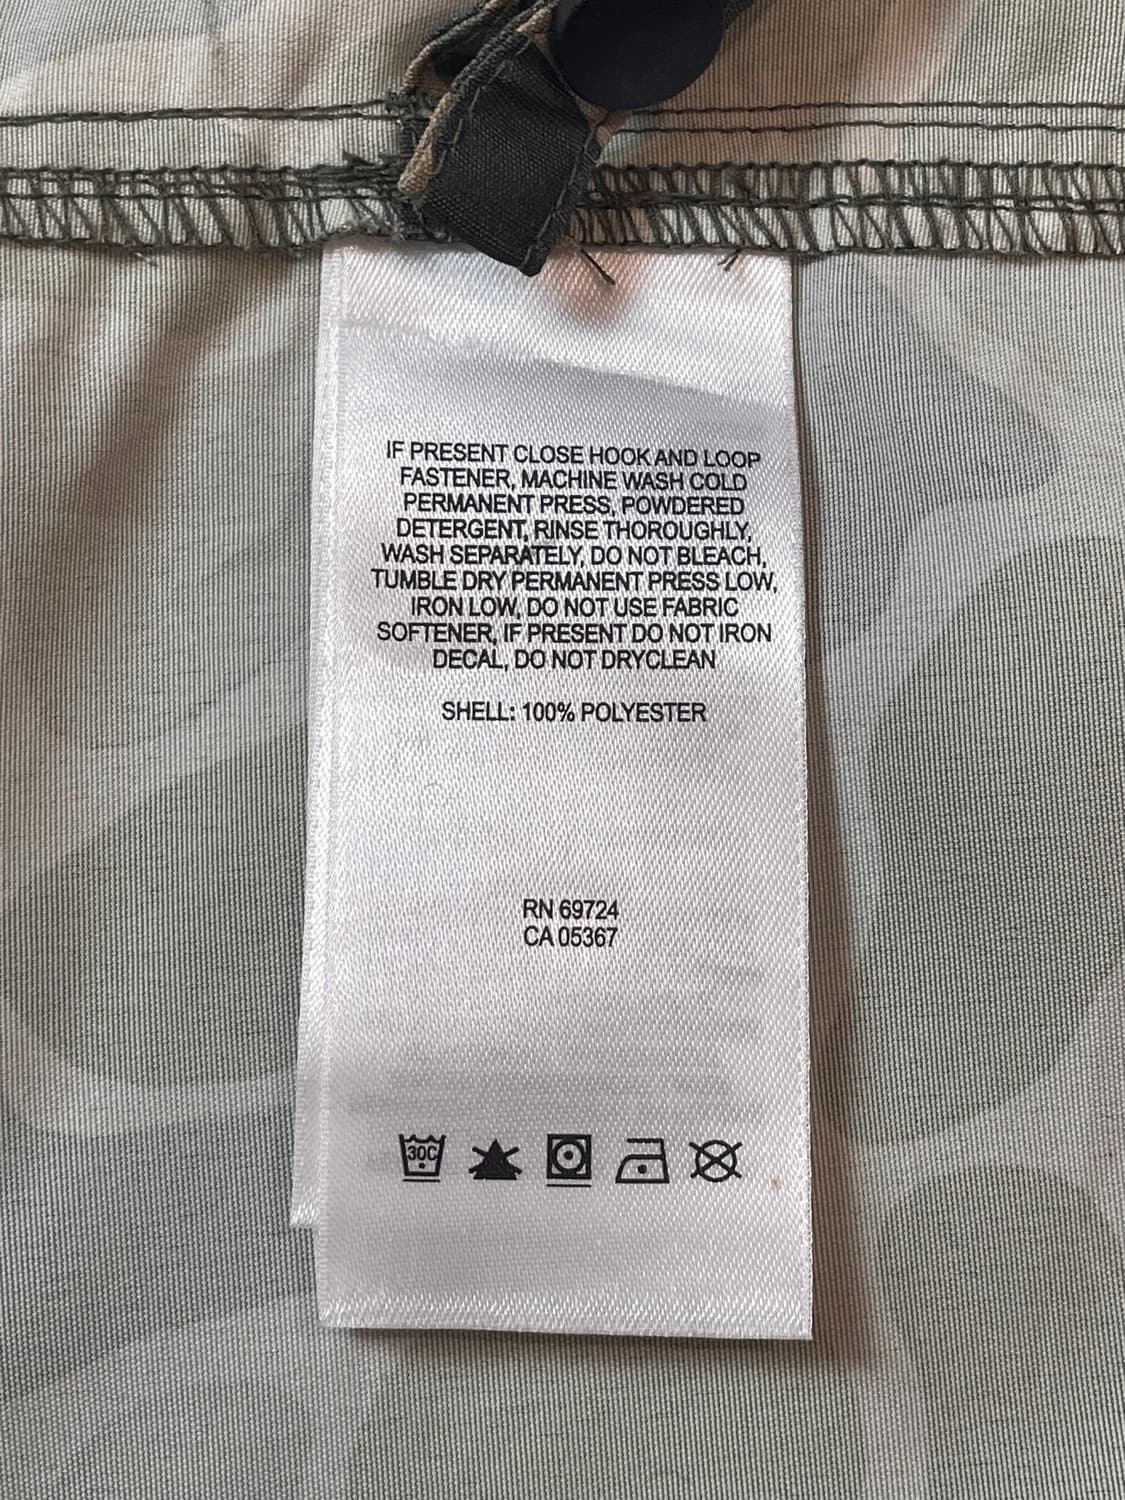 IF PRESENT CLOSE HOOK AND LOOP
FASTENER, MACHINE WASH COLD
PERMANENT PRESS, POWDERED
DETERGENT, RINSE THOROUGHLY,
WASH SEPARATELY, DO NOT BLEACH,
TUMBLE DRY PERMANENT PRESS LOW,
IRON LOW, DO NOT USE FABRIC
SOFTENER, IF PRESENT DO NOT IRON
DECAL, DO NOT DRYCLEAN
SHELL: 100% POLYESTER
RN 69724
CA 05367
30C